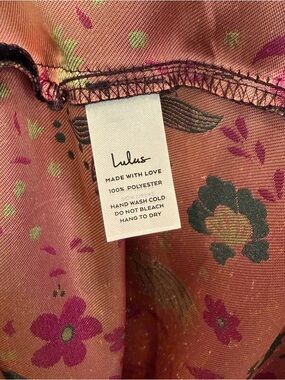 Lulus
MADE WITH LOVE
100% POLYESTER
HAND WASH COLD
DO NOT BLEACH
HANG TO DRY